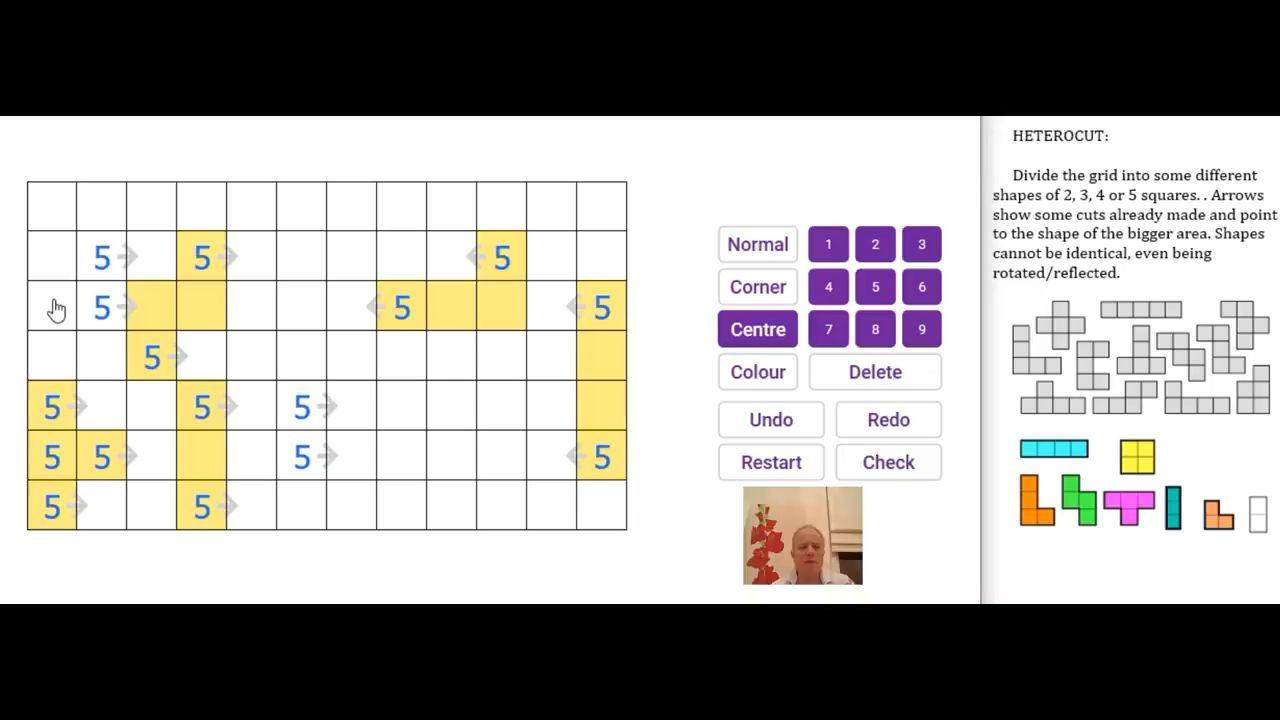 HETEROCUT:
Divide the grid into some different
shapes of 2, 3, 4 or 5 squares. . Arrows
show some cuts already made and point
to the shape of the bigger area. Shapes
cannot be identical, even being
rotated/reflected.
5 5 5
5 5 5
5
5 5 5
5 5 5 5
5 5
Normal 1 2 3
Corner 4 5 6
Centre 7 8 9
Colour Delete
Undo Redo
Restart Check